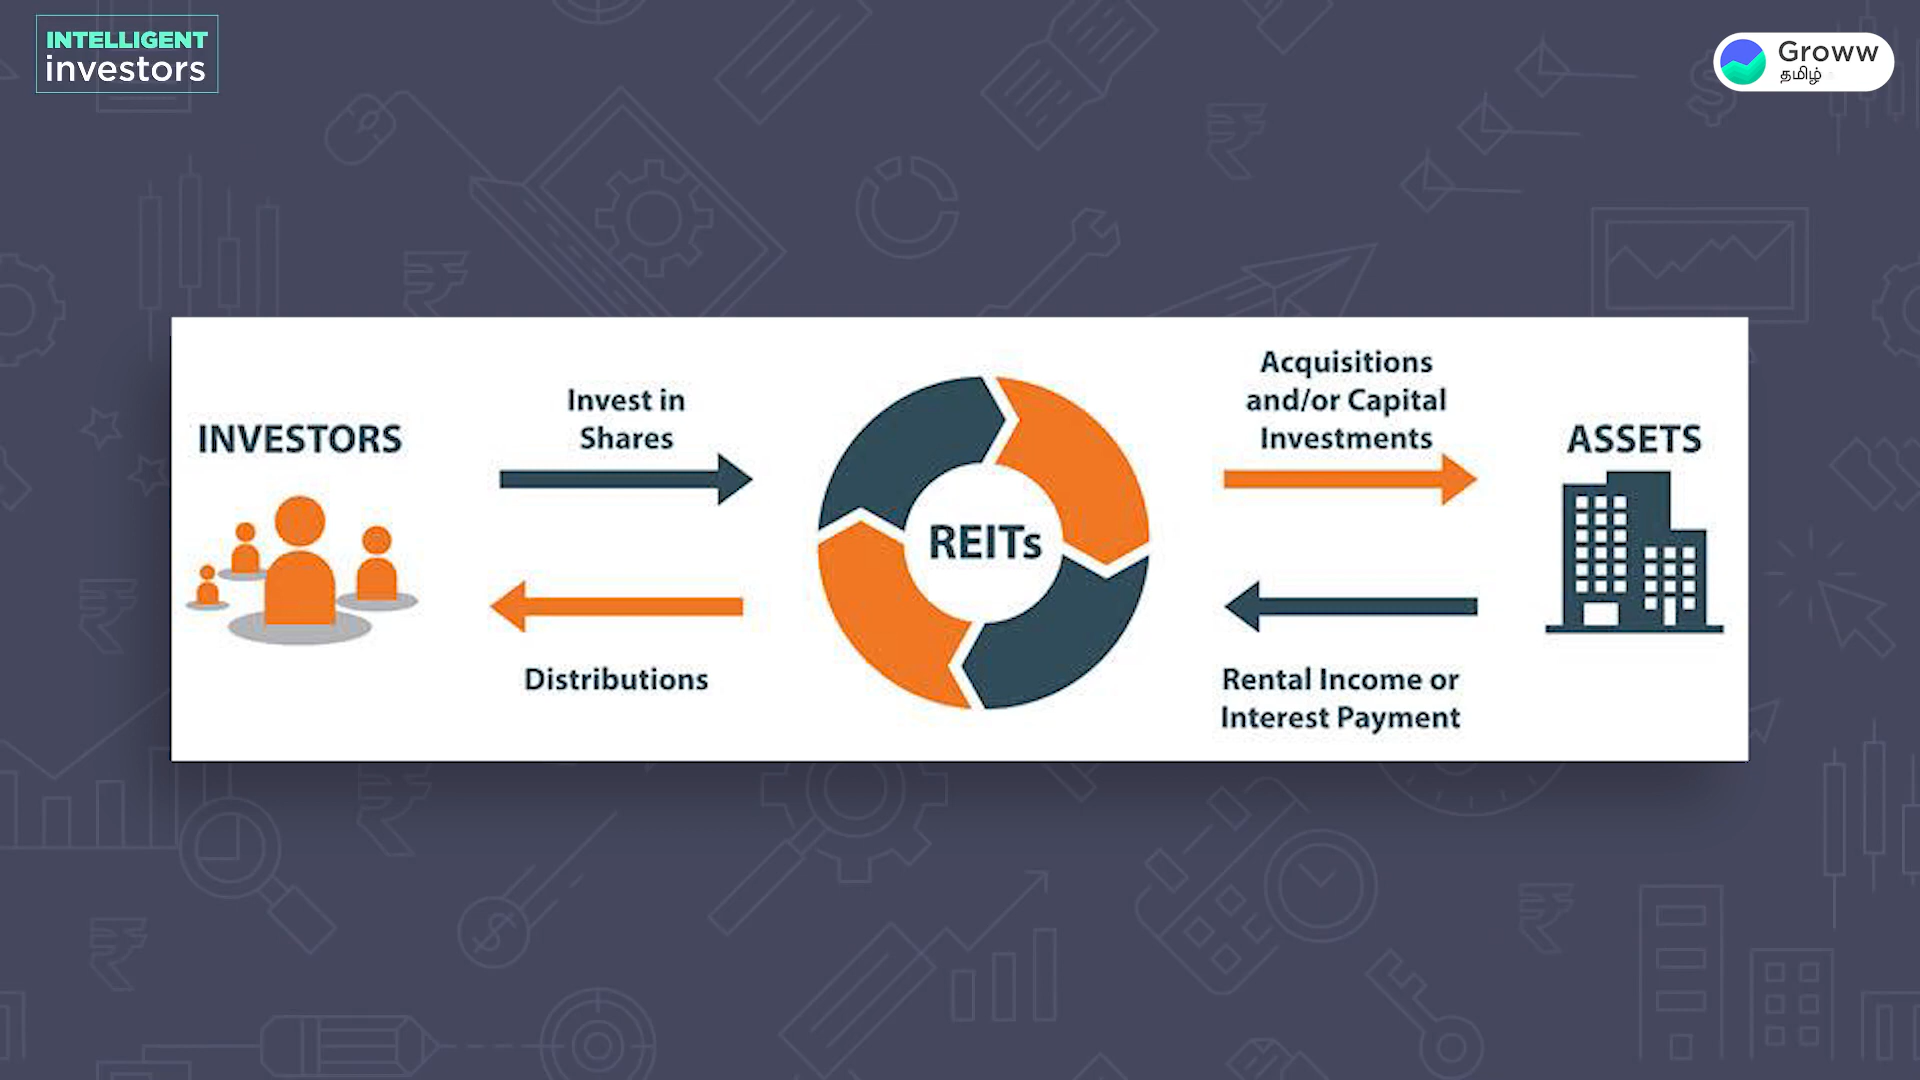 INTELLIGENT
investors
Groww
தமிழ்
INVESTORS
Invest in
Shares
Distributions
REITs
Acquisitions
and/or Capital
Investments
Rental Income or
Interest Payment
ASSETS